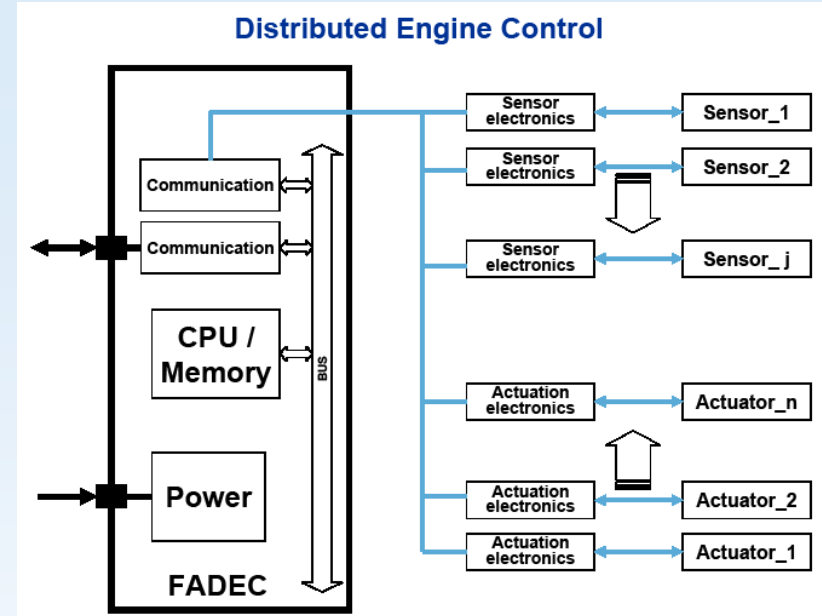 Distributed Engine Control
Communication
Communication
CPU /
Memory
BUS
Power
FADEC
Sensor
electronics
Sensor_1
Sensor
electronics
Sensor_2
Sensor
electronics
Sensor_ j
Actuation
electronics
Actuator_n
Actuation
electronics
Actuator_2
Actuation
electronics
Actuator_1